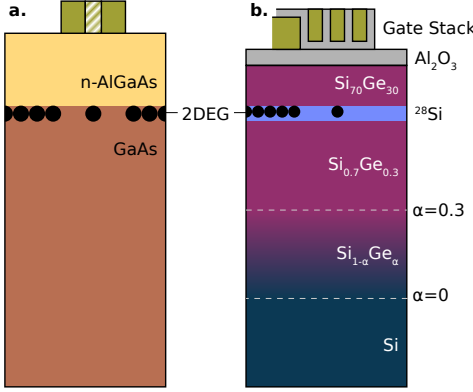 a.
n-AlGaAs
2DEG
GaAs
b.
Gate Stack
Al₂O₃
Si₇₀Ge₃₀
²⁸Si
Si₀.₇Ge₀.₃
α=0.3
Si₁₋αGeα
α=0
Si